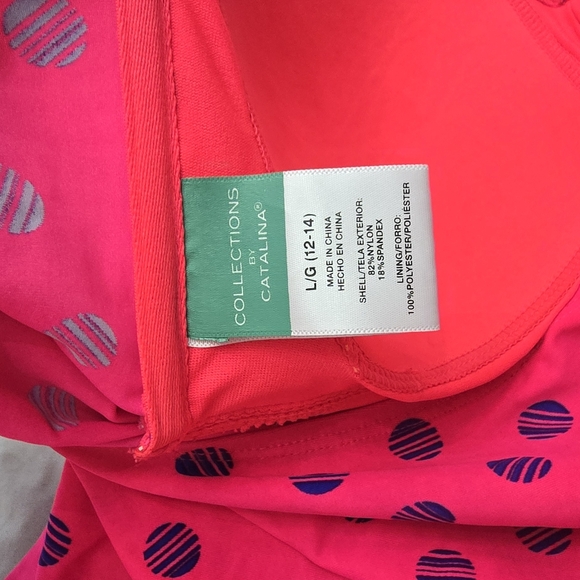 COLLECTIONS
BY
CATALINA®
L/G (12-14)
MADE IN CHINA
HECHO EN CHINA
SHELL/TELA EXTERIOR:
82%NYLON
18%SPANDEX
LINING/FORRO:
100%POLYESTER/POLIÉSTER